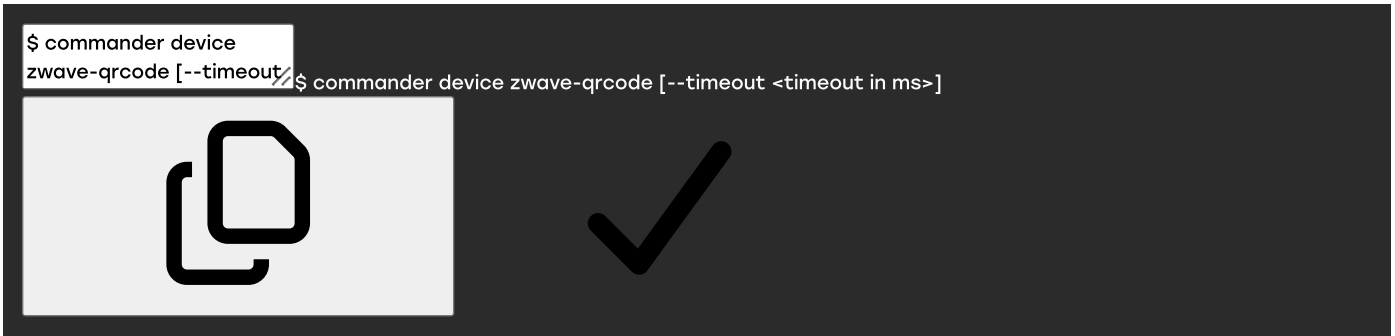 $ commander device
zwave-qrcode [--timeout
$ commander device zwave-qrcode [--timeout <timeout in ms>]